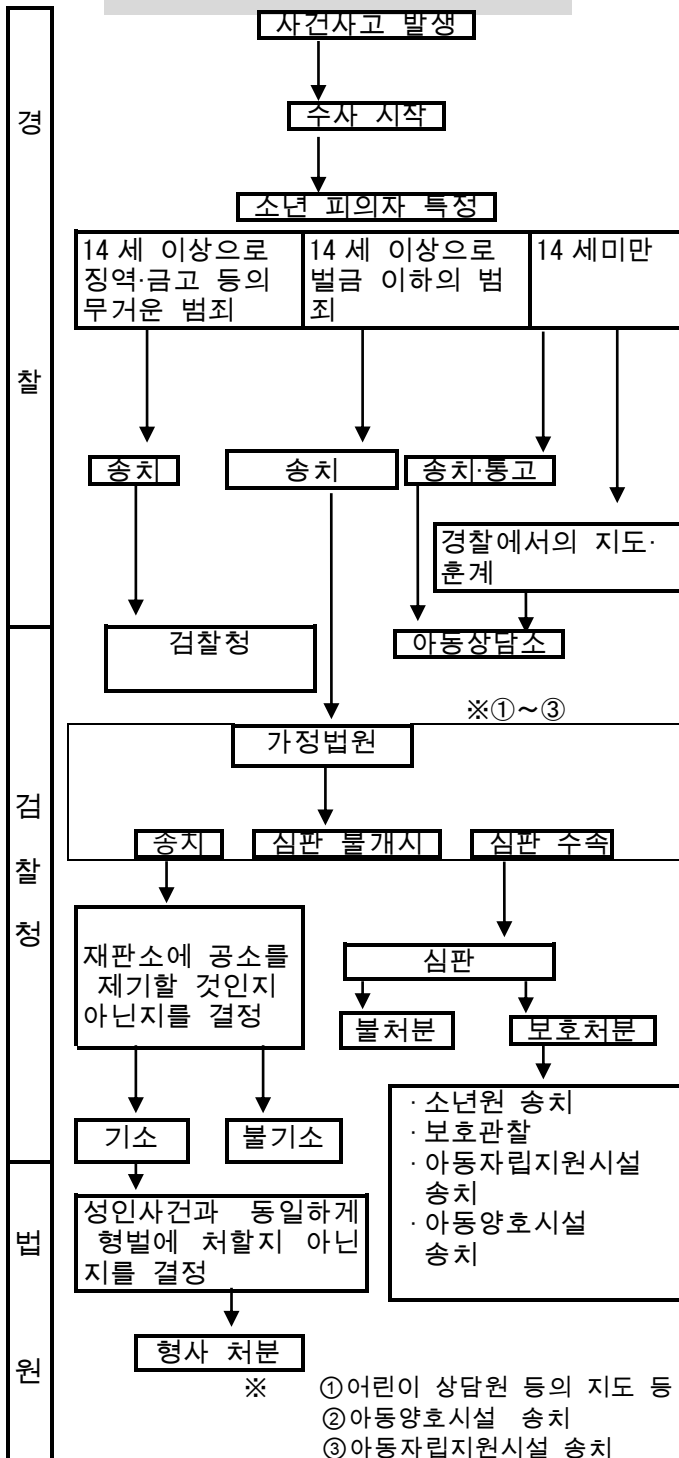 사건사고 발생
수사 시작
소년 피의자 특정
14 세 이상으로
징역·금고 등의
무거운 범죄
14 세 이상으로
벌금 이하의 범
죄
14 세미만
경
찰
송치
송치
송치·통고
경찰에서의 지도·
훈계
검찰청
아동상담소
※①~③
가정법원
검
찰
청
송치
심판 불개시
심판 수속
재판소에 공소를
제기할 것인지
아닌지를 결정
심판
불처분
보호처분
기소
불기소
· 소년원 송치
· 보호관찰
· 아동자립지원시설
송치
· 아동양호시설
송치
법
원
성인사건과 동일하게
형벌에 처할지 아닌
지를 결정
형사 처분
※ ①어린이 상담원 등의 지도 등
②아동양호시설 송치
③아동자립지원시설 송치